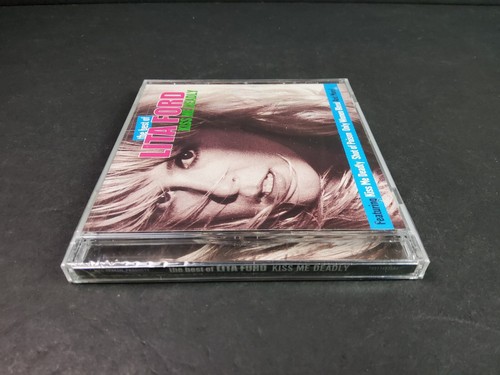 the best of
LITA FORD
KISS ME DEADLY
featuring Kiss Me Deadly Shot of Poison Only Women Bleed
the best of LITA FORD KISS ME DEADLY